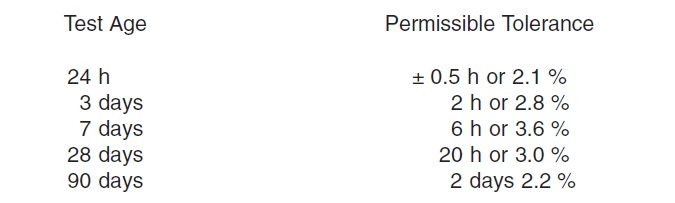 Test Age Permissible Tolerance
24 h ± 0.5 h or 2.1 %
3 days 2 h or 2.8 %
7 days 6 h or 3.6 %
28 days 20 h or 3.0 %
90 days 2 days 2.2 %